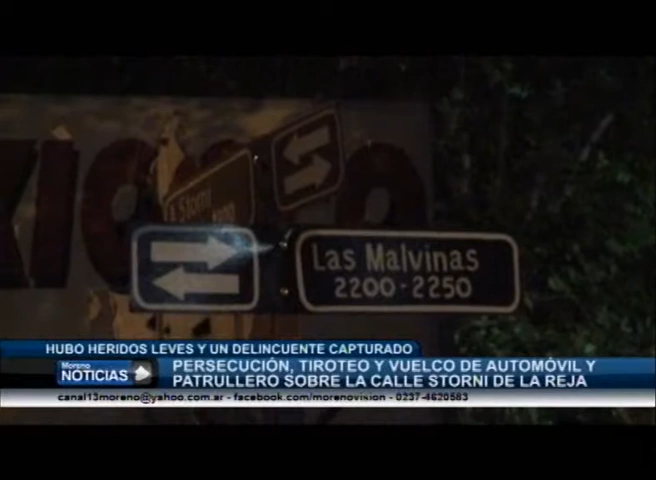 A Storni
Las Malvinas
2200 - 2250
HUBO HERIDOS LEVES Y UN DELINCUENTE CAPTURADO
Moreno
NOTICIAS
PERSECUCIÓN, TIROTEO Y VUELCO DE AUTOMÓVIL Y
PATRULLERO SOBRE LA CALLE STORNI DE LA REJA
canal13moreno@yahoo.com.ar - facebook.com/morenovision - 0237-4620583